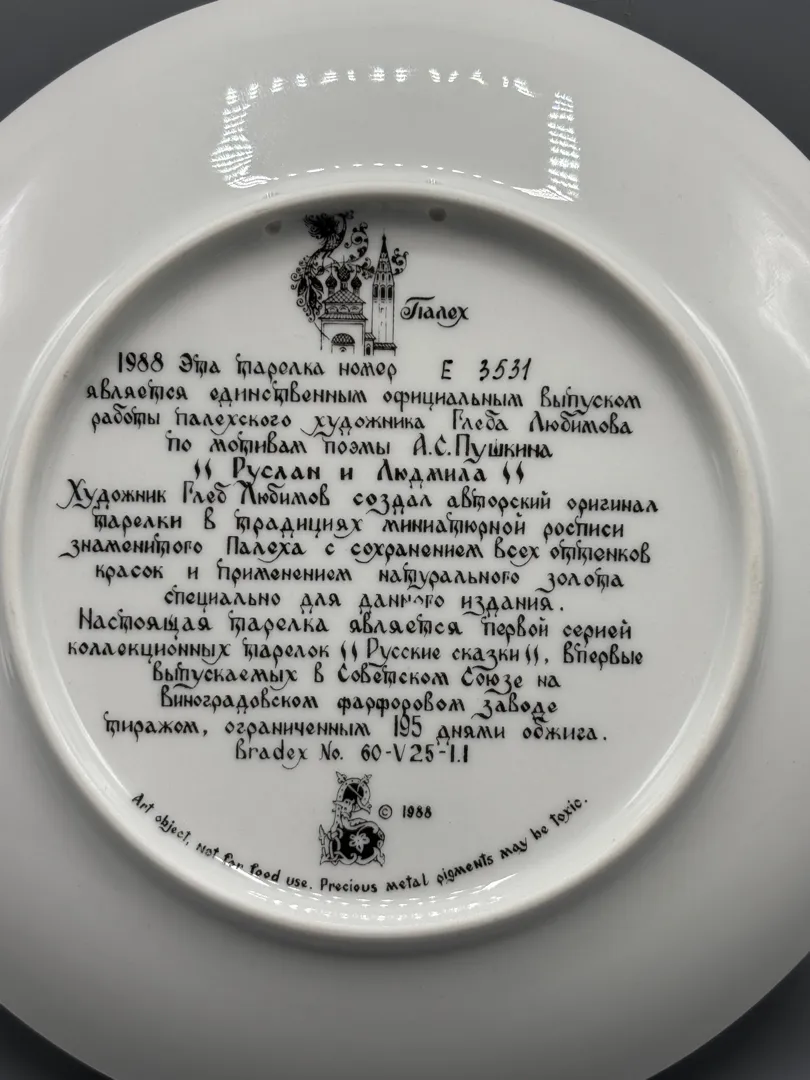 Палех
1988 Эта тарелка номер E 3531
является единственным официальным выпуском
работы палехского художника Глеба Любимова
по мотивам поэмы А.С.Пушкина
"Руслан и Людмила"
Художник Глеб Любимов создал авторский оригинал
тарелки в традициях миниатюрной росписи
знаменитого Палеха с сохранением всех оттенков
красок и применением натурального золота
специально для данного издания.
Настоящая тарелка является первой серией
коллекционных тарелок "Русские сказки", впервые
выпускаемых в Советском Союзе на
Виноградовском фарфоровом заводе
тиражом, ограниченным 195 днями обжига.
Bradex No. 60-V25-1.1
© 1988
Art object, not for food use. Precious metal pigments may be toxic.